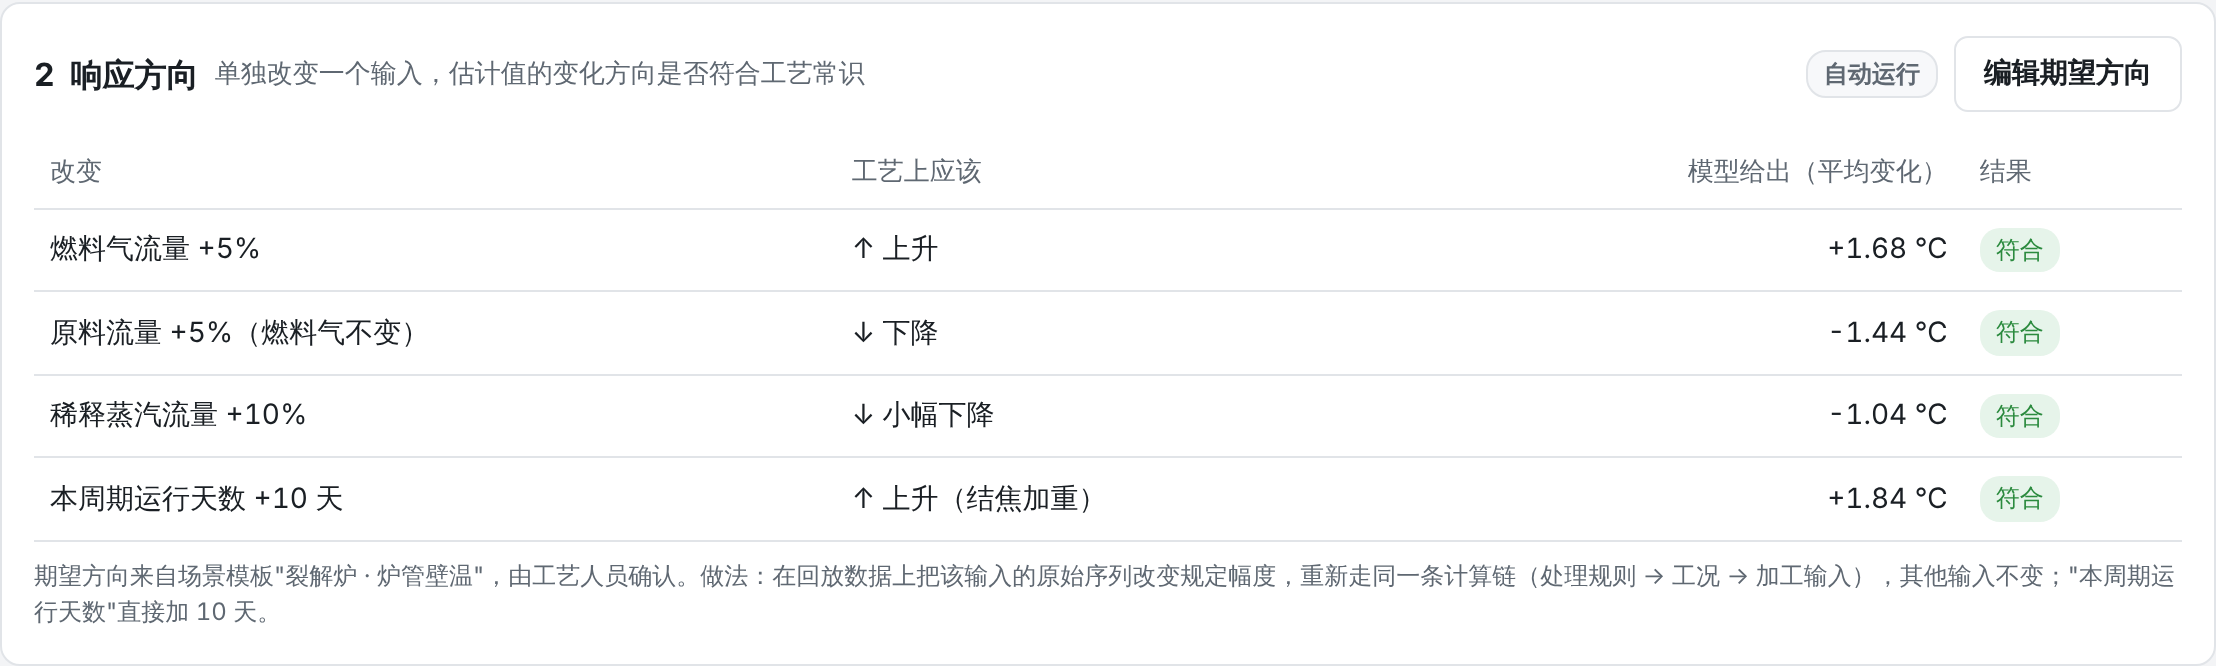 2 响应方向 单独改变一个输入，估计值的变化方向是否符合工艺常识 自动运行 编辑期望方向
改变 工艺上应该 模型给出（平均变化） 结果
燃料气流量 +5% ↑ 上升 +1.68 °C 符合
原料流量 +5%（燃料气不变） ↓ 下降 -1.44 °C 符合
稀释蒸汽流量 +10% ↓ 小幅下降 -1.04 °C 符合
本周期运行天数 +10 天 ↑ 上升（结焦加重） +1.84 °C 符合
期望方向来自场景模板"裂解炉 · 炉管壁温"，由工艺人员确认。做法：在回放数据上把该输入的原始序列改变规定幅度，重新走同一条计算链（处理规则 → 工况 → 加工输入），其他输入不变；"本周期运
行天数"直接加 10 天。